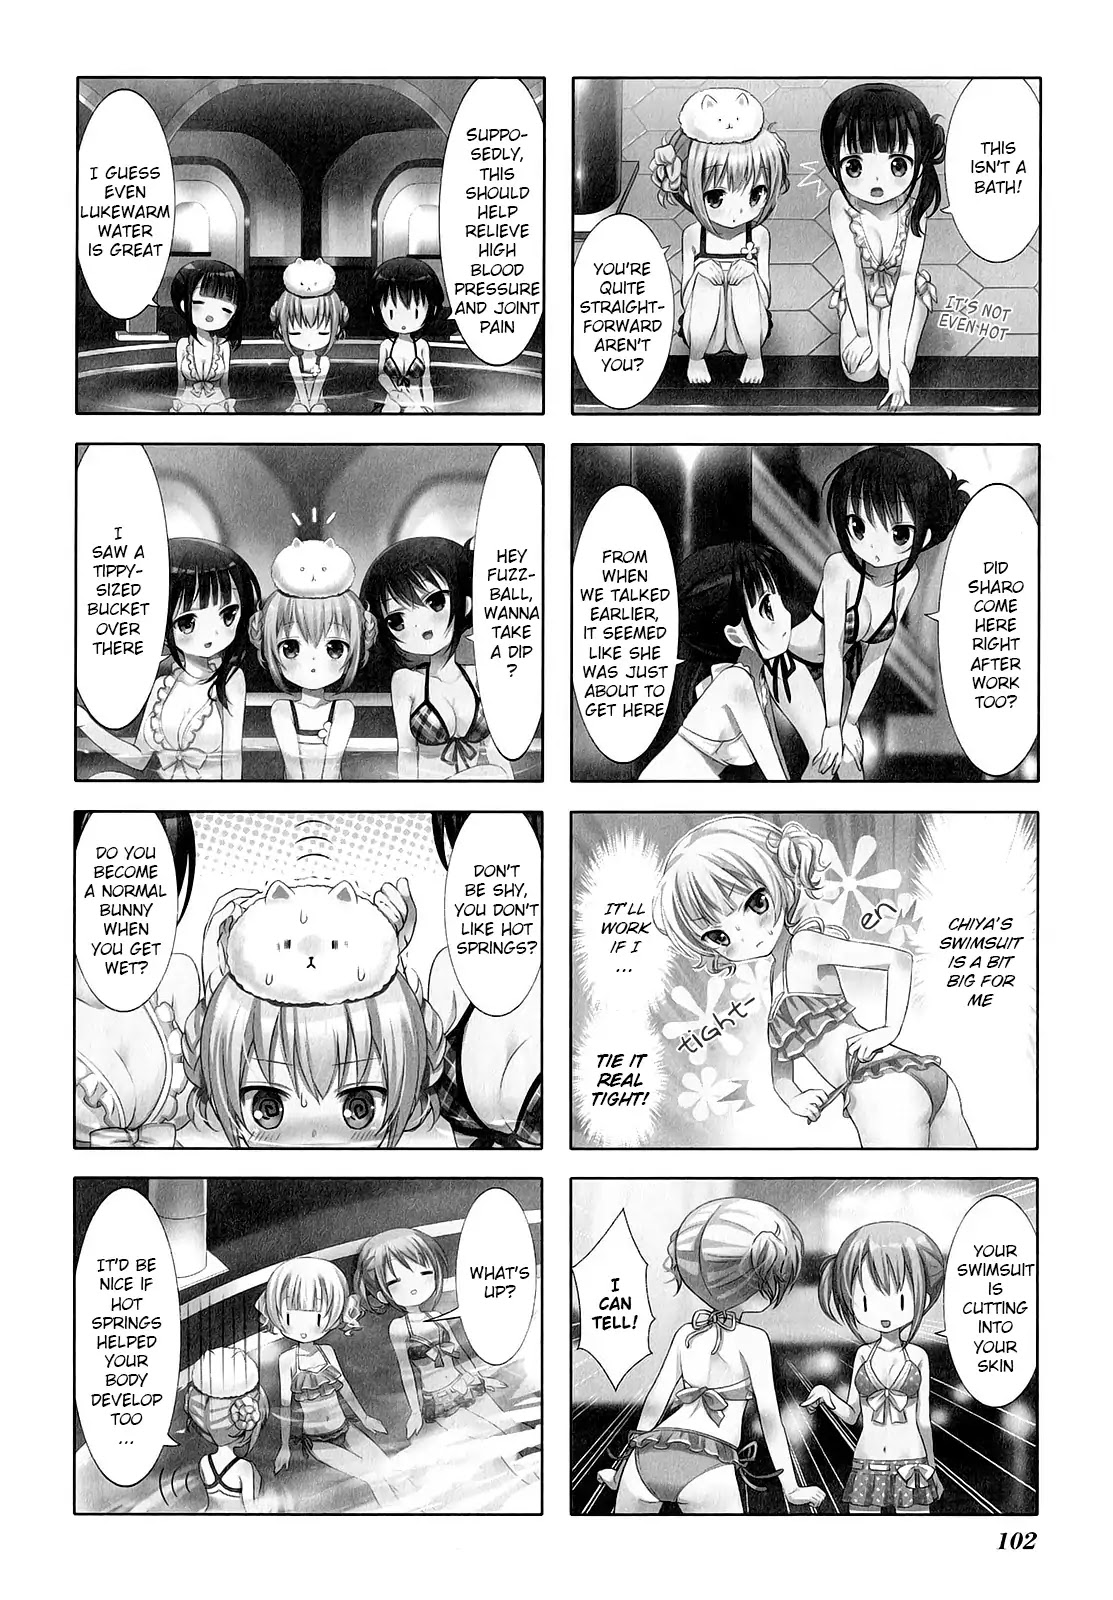 THIS
ISN'T A
BATH!
IT'S NOT
EVEN HOT
YOU'RE
QUITE
STRAIGHT-
FORWARD
AREN'T
YOU?
DID
SHARO
COME
HERE
RIGHT
AFTER
WORK
TOO?
FROM
WHEN
WE TALKED
EARLIER,
IT SEEMED
LIKE SHE
WAS JUST
ABOUT TO
GET HERE
CHIYA'S
SWIMSUIT
IS A BIT
BIG FOR
ME
en
IT'LL
WORK
IF I
...
tight-
TIE IT
REAL
TIGHT!
YOUR
SWIMSUIT
IS
CUTTING
INTO
YOUR
SKIN
I
CAN
TELL!
SUPPO-
SEDLY,
THIS
SHOULD
HELP
RELIEVE
HIGH
BLOOD
PRESSURE
AND JOINT
PAIN
I GUESS
EVEN
LUKEWARM
WATER
IS GREAT
HEY
FUZZ-
BALL,
WANNA
TAKE
A DIP
?
I
SAW A
TIPPY-
SIZED
BUCKET
OVER
THERE
DON'T
BE SHY,
YOU DON'T
LIKE HOT
SPRINGS?
DO YOU
BECOME
A NORMAL
BUNNY
WHEN
YOU GET
WET?
WHAT'S
UP?
IT'D BE
NICE IF
HOT
SPRINGS
HELPED
YOUR
BODY
DEVELOP
TOO
...
102